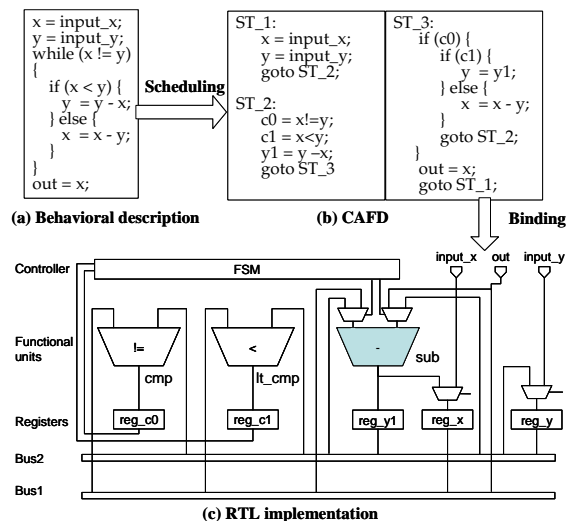 x = input_x;
y = input_y;
while (x != y)
{
if (x < y) {
y = y - x;
} else {
x = x - y;
}
}
out = x;
(a) Behavioral description
Scheduling
ST_1:
x = input_x;
y = input_y;
goto ST_2;
ST_2:
c0 = x!=y;
c1 = x<y;
y1 = y –x;
goto ST_3
ST_3:
if (c0) {
if (c1) {
y = y1;
} else {
x = x - y;
}
goto ST_2;
}
out = x;
goto ST_1;
(b) CAFD
Binding
input_x out input_y
Controller
FSM
Functional
units
!=
<
-
cmp
lt_cmp
sub
Registers
reg_c0
reg_c1
reg_y1
reg_x
reg_y
Bus2
Bus1
(c) RTL implementation